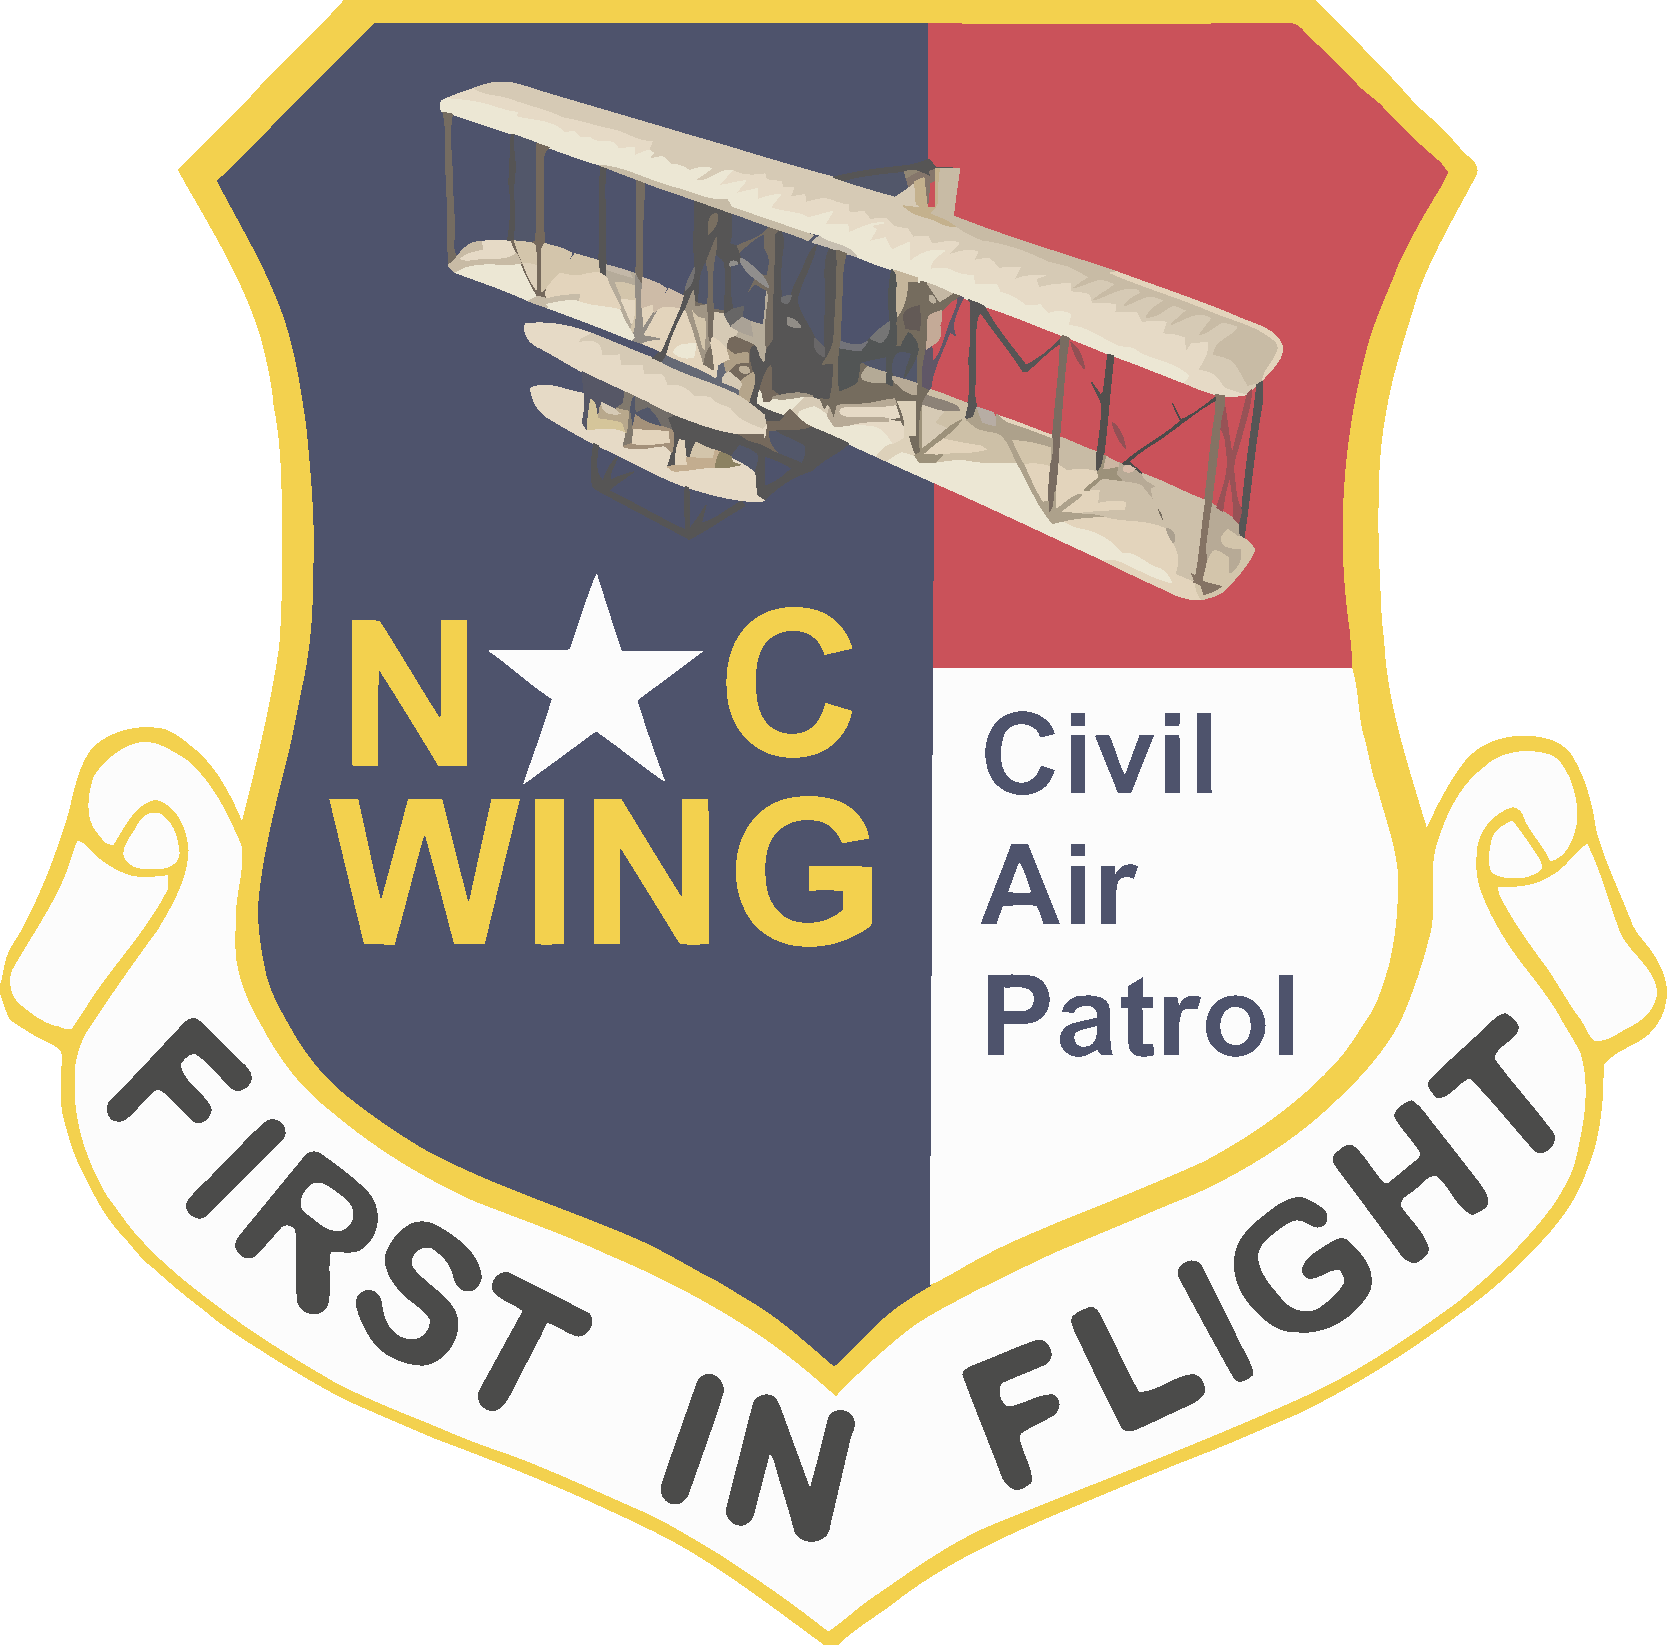 N C
WING
Civil
Air
Patrol
FIRST IN FLIGHT